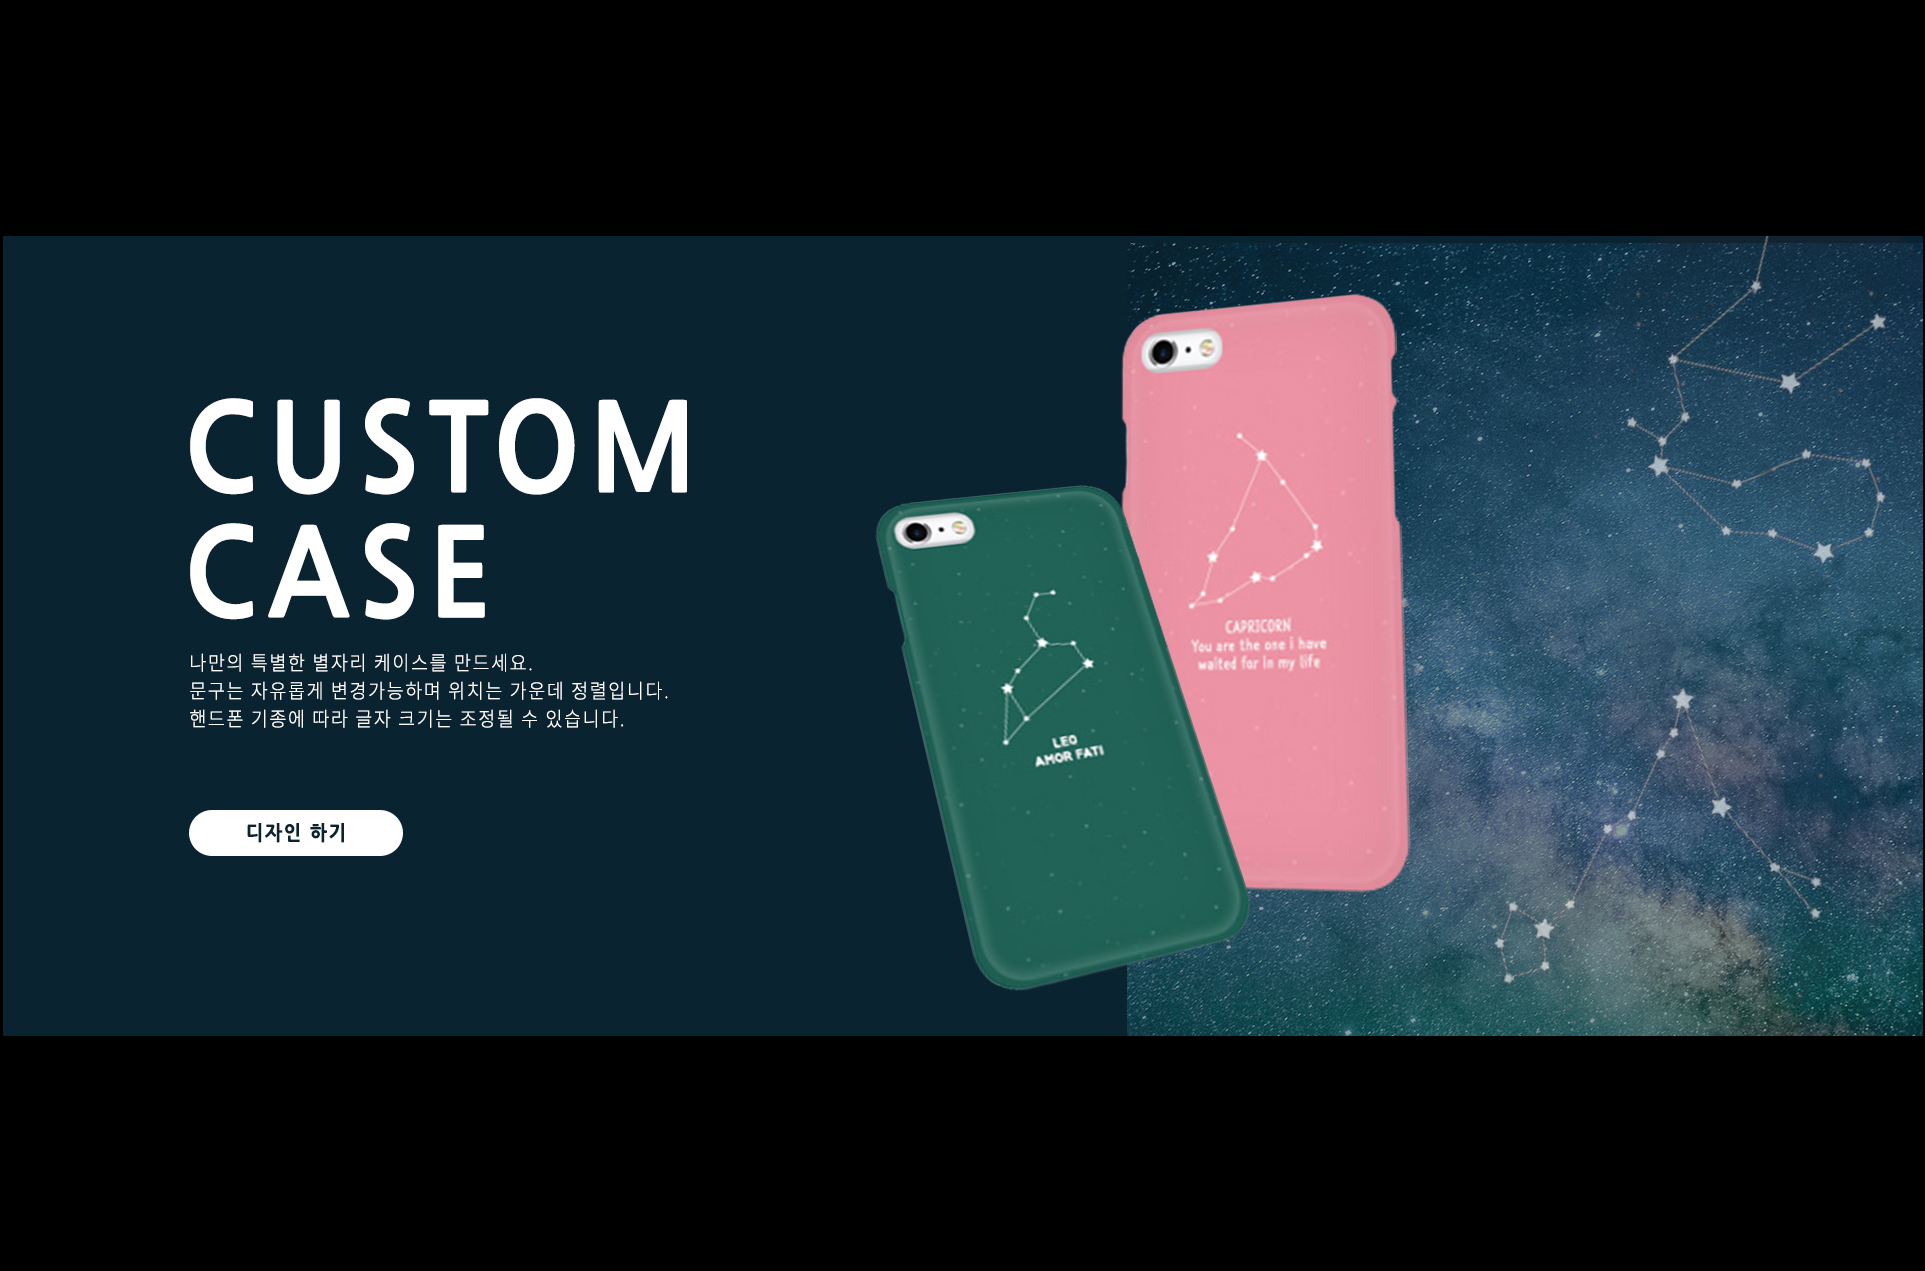 CUSTOM
CASE
나만의 특별한 별자리 케이스를 만드세요.
문구는 자유롭게 변경가능하며 위치는 가운데 정렬입니다.
핸드폰 기종에 따라 글자 크기는 조정될 수 있습니다.
디자인 하기
LEO
AMOR FATI
CAPRICORN
You are the one i have
waited for in my life